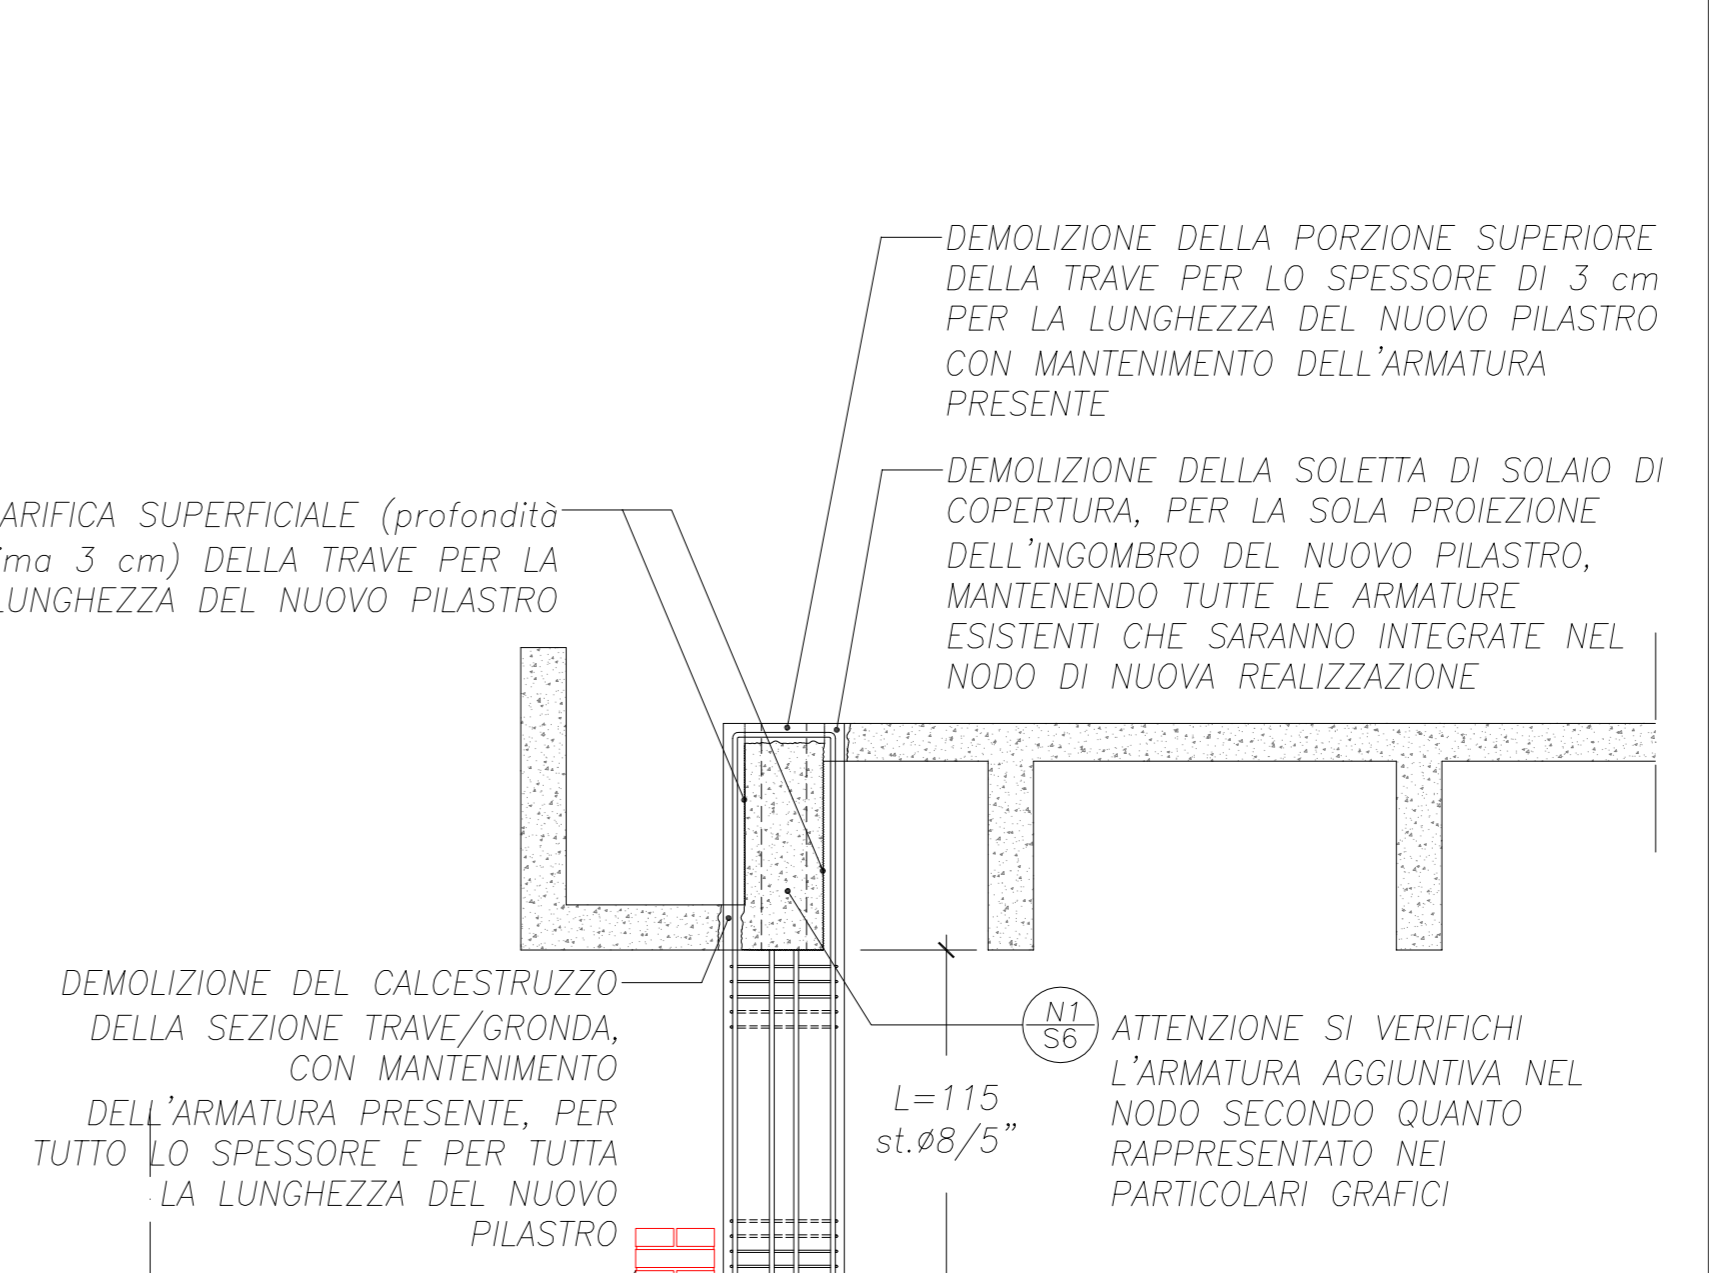 DEMOLIZIONE DELLA PORZIONE SUPERIORE
DELLA TRAVE PER LO SPESSORE DI 3 cm
PER LA LUNGHEZZA DEL NUOVO PILASTRO
CON MANTENIMENTO DELL'ARMATURA
PRESENTE
DEMOLIZIONE DELLA SOLETTA DI SOLAIO DI
COPERTURA, PER LA SOLA PROIEZIONE
DELL'INGOMBRO DEL NUOVO PILASTRO,
MANTENENDO TUTTE LE ARMATURE
ESISTENTI CHE SARANNO INTEGRATE NEL
NODO DI NUOVA REALIZZAZIONE
ARIFICA SUPERFICIALE (profondità
ma 3 cm) DELLA TRAVE PER LA
LUNGHEZZA DEL NUOVO PILASTRO
DEMOLIZIONE DEL CALCESTRUZZO
DELLA SEZIONE TRAVE/GRONDA,
CON MANTENIMENTO
DELL'ARMATURA PRESENTE, PER
TUTTO LO SPESSORE E PER TUTTA
LA LUNGHEZZA DEL NUOVO
PILASTRO
L=115
st.ø8/5"
N1
S6
ATTENZIONE SI VERIFICHI
L'ARMATURA AGGIUNTIVA NEL
NODO SECONDO QUANTO
RAPPRESENTATO NEI
PARTICOLARI GRAFICI